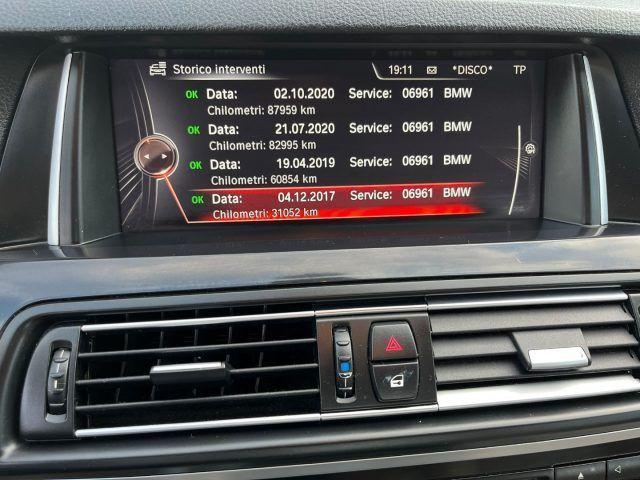 Storico interventi 19:11 *DISCO* TP
OK Data: 02.10.2020 Service: 06961 BMW
Chilometri: 87959 km
OK Data: 21.07.2020 Service: 06961 BMW
Chilometri: 82995 km
OK Data: 19.04.2019 Service: 06961 BMW
Chilometri: 60854 km
OK Data: 04.12.2017 Service: 06961 BMW
Chilometri: 31052 km